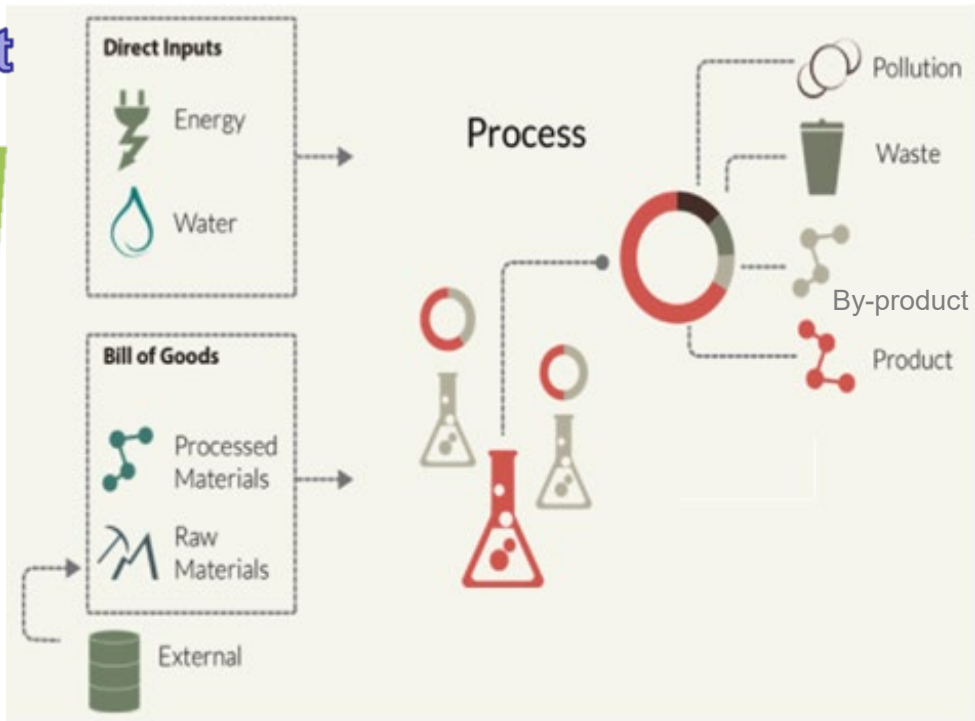 Direct Inputs
Energy
Water
Bill of Goods
Processed
Materials
Raw
Materials
External
Process
Pollution
Waste
By-product
Product